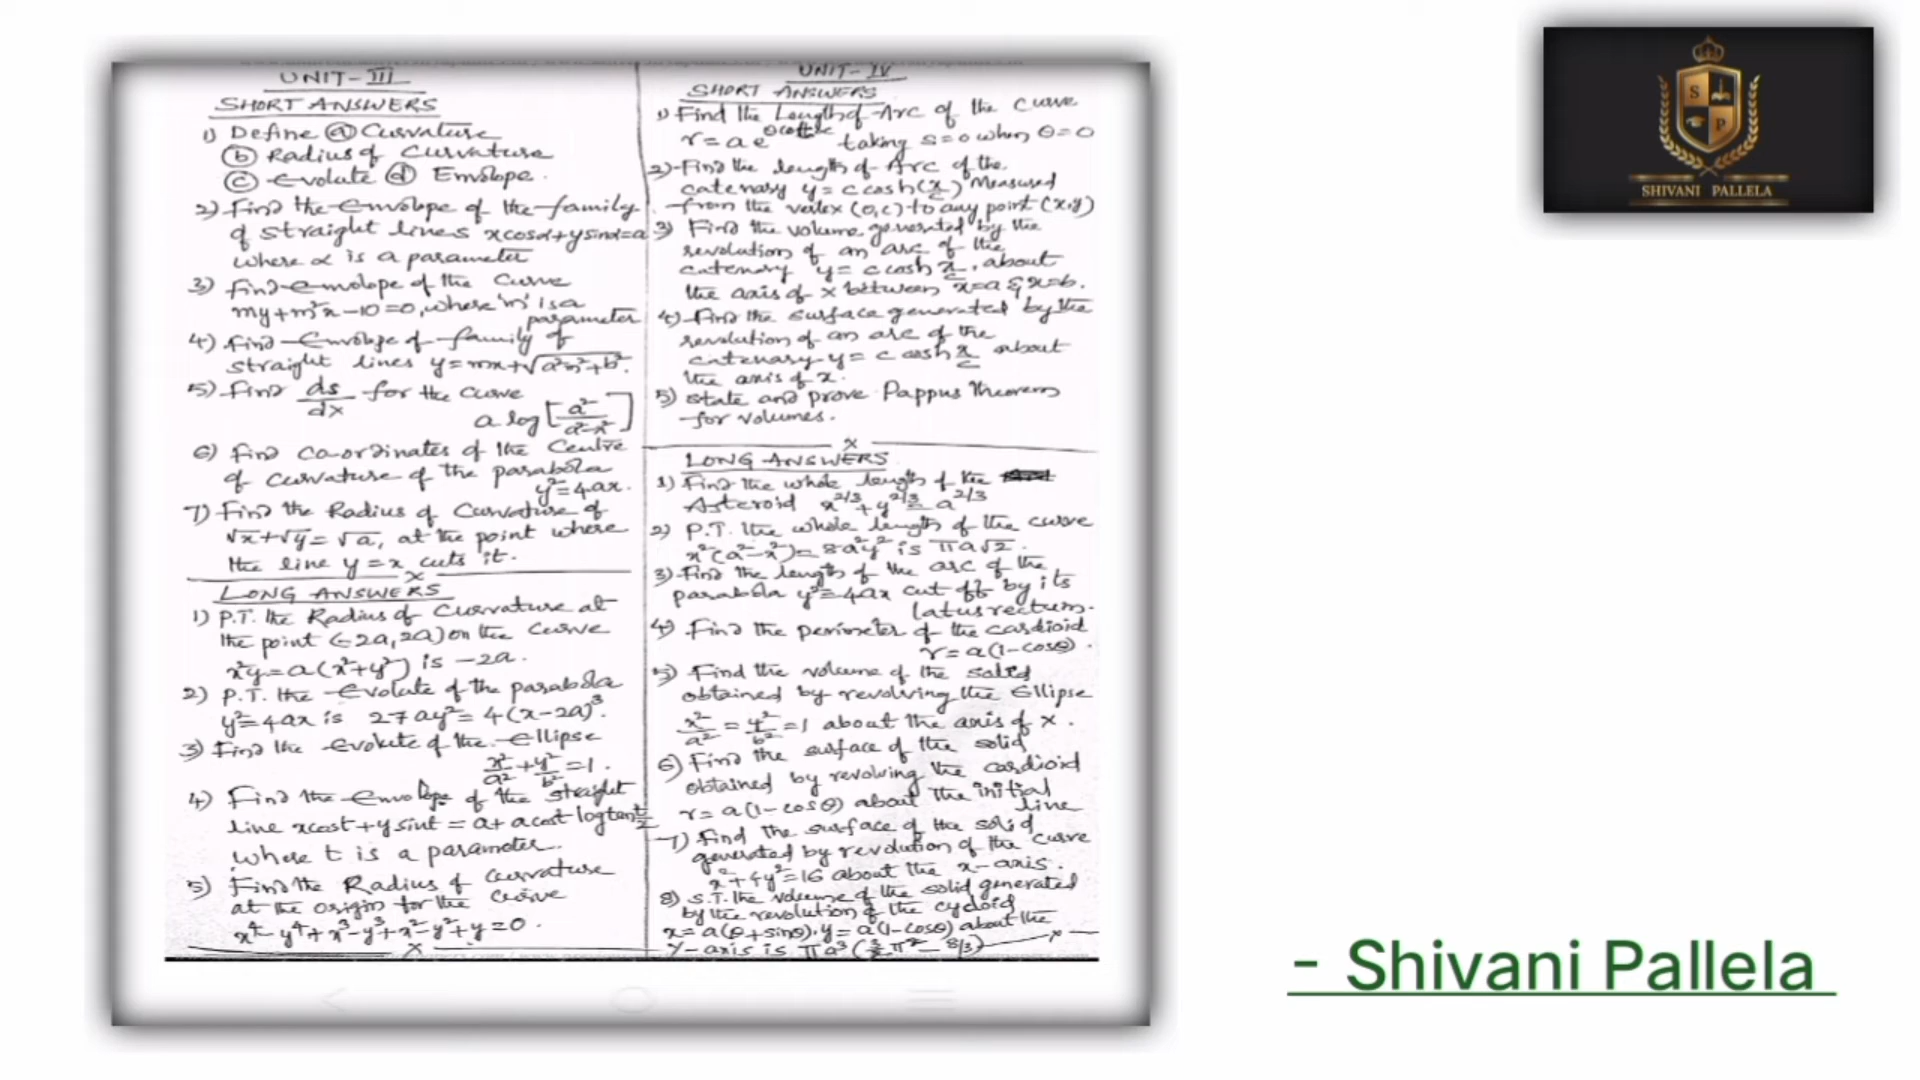 UNIT-III
SHORT ANSWERS
1) Define ⓐ Curvature
ⓑ Radius of Curvature
ⓒ Evolute ⓓ Envolope.
2) Find the Envolope of the family
of straight lines xcosα+ysinα=a
where α is a parameter
3) Find Envolope of the Curve
my+m²x-10=0, where 'm' is a
parameter
4) Find Envolope of family of
straight lines y=mx+√a²m²+b².
5) Find ds/dx for the curve
a log [a²/a²-x²]
6) Find Co-ordinates of the Centre
of curvature of the parabola
y²=4ax.
7) Find the Radius of Curvature of
√x+√y=√a, at the point where
the line y=x cuts it.
x
LONG ANSWERS
1) P.T. the Radius of Curvature at
the point (-2a, 2a) on the Curve
x²y=a(x²+y²) is -2a.
2) P.T. the Evolute of the parabola
y²=4ax is 27ay²=4(x-2a)³.
3) Find the Evolute of the Ellipse
x²/a²+y²/b²=1.
4) Find the Envolope of the straight
line xcost+ysint=a+acost logtant/2
where t is a parameter.
5) Find the Radius of curvature
at the origin for the curve
x⁴-y⁴+x³-y³+x²-y²+y=0.
x
UNIT-IV
SHORT ANSWERS
1) Find the Length of Arc of the curve
r=ae taking s=0 when θ=0
2) Find the length of Arc of the
catenary y=c cosh(x/c) Measured
from the vertex (0,c) to any point (x,y)
3) Find the volume generated by the
revolution of an arc of the
catenary y=c cosh x/c, about
the axis of x between x=a & x=b.
4) Find the surface generated by the
revolution of an arc of the
catenary y=c cosh x/c about
the axis of x.
5) state and prove Pappus Theorem
for volumes.
x
LONG ANSWERS
1) Find the whole length of the
Asteroid x^2/3+y^2/3=a^2/3
2) P.T. the whole length of the curve
x²(a²-x²)=8a²y² is πa√2.
3) Find the length of the arc of the
parabola y²=4ax cut off by its
latusrectum.
4) Find the perimeter of the cardioid
r=a(1-cosθ).
5) Find the volume of the solid
obtained by revolving the Ellipse
x²/a²=y²/b²=1 about the axis of x.
6) Find the surface of the solid
obtained by revolving the cardioid
r=a(1-cosθ) about the initial
line
7) Find the surface of the solid
generated by revolution of the curve
x²+4y²=16 about the x-axis.
8) S.T. the volume of the solid generated
by the revolution of the cycloid
x=a(θ+sinθ), y=a(1-cosθ) about the
Y-axis is πa³(3/2π²-8/3)
x
S
P
SHIVANI PALLELA
- Shivani Pallela